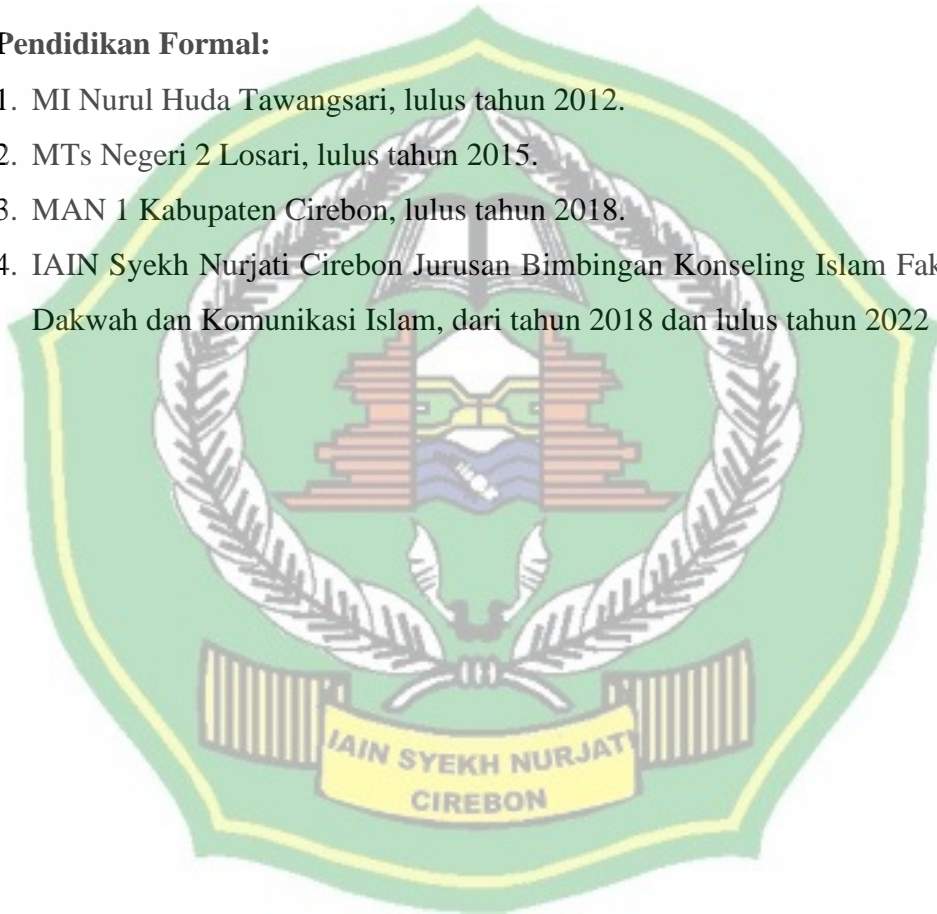 Pendidikan Formal:
1. MI Nurul Huda Tawangsari, lulus tahun 2012.
2. MTs Negeri 2 Losari, lulus tahun 2015.
3. MAN 1 Kabupaten Cirebon, lulus tahun 2018.
4. IAIN Syekh Nurjati Cirebon Jurusan Bimbingan Konseling Islam Fak
Dakwah dan Komunikasi Islam, dari tahun 2018 dan lulus tahun 2022
IAIN SYEKH NURJATI
CIREBON